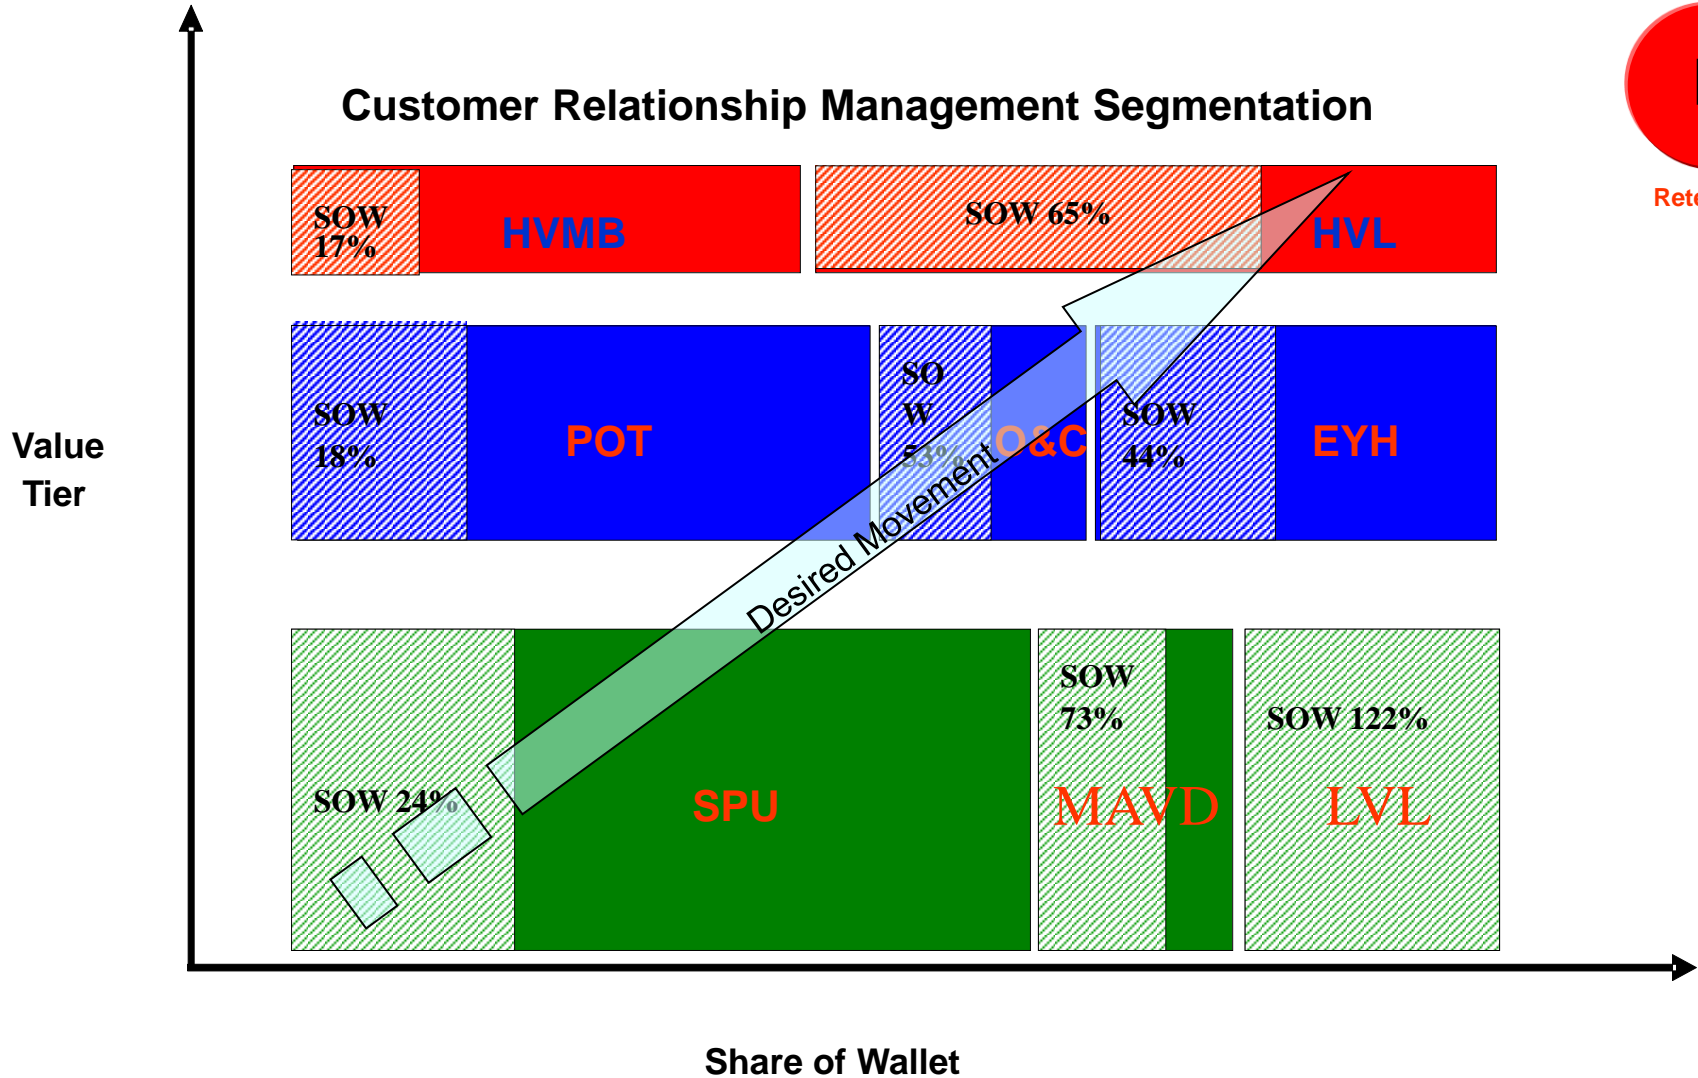 Customer Relationship Management Segmentation
SOW
17%
HVMB
SOW 65%
HVL
Value
Tier
SOW
18%
POT
SO
W
53%
O&C
SOW
44%
EYH
Desired Movement
SOW 24%
SPU
SOW
73%
MAVD
SOW 122%
LVL
Share of Wallet